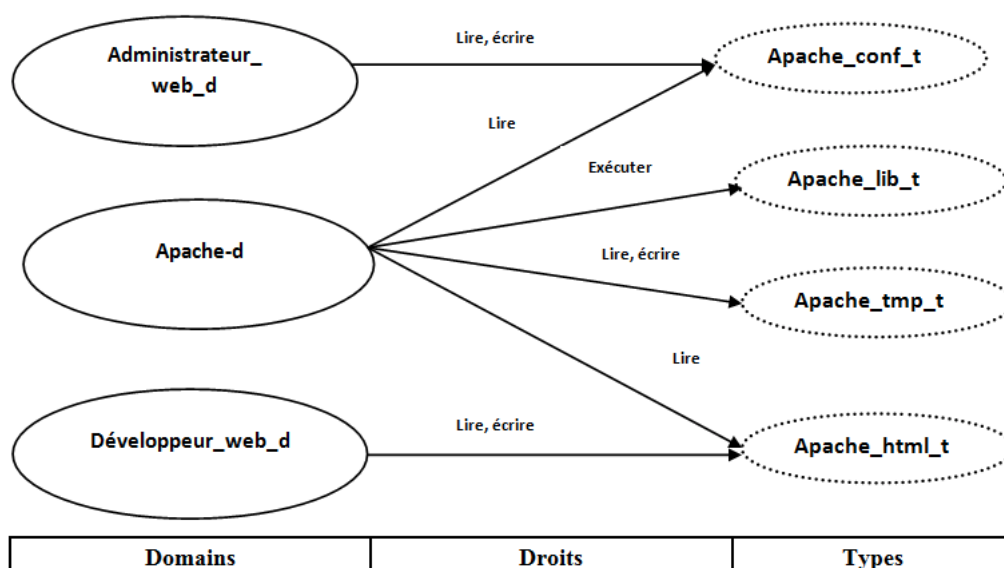 Administrateur_
web_d
Lire, écrire
Apache_conf_t
Lire
Exécuter
Apache_lib_t
Apache-d
Lire, écrire
Apache_tmp_t
Lire
Développeur_web_d
Lire, écrire
Apache_html_t
Domains
Droits
Types